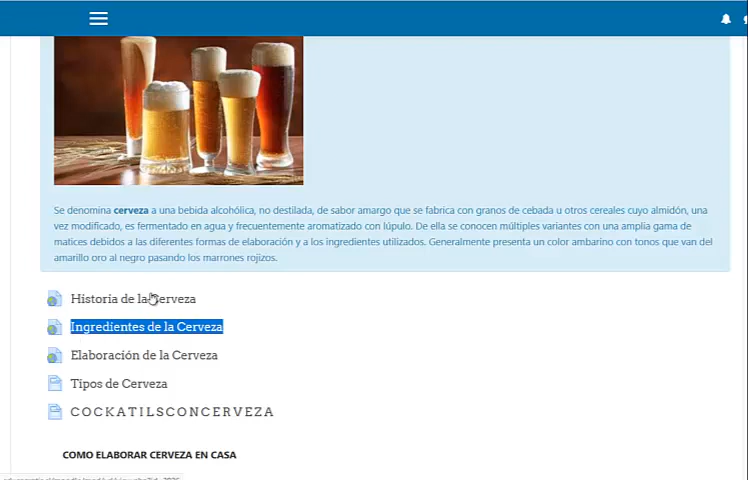 Se denomina cerveza a una bebida alcohólica, no destilada, de sabor amargo que se fabrica con granos de cebada u otros cereales cuyo almidón, una
vez modificado, es fermentado en agua y frecuentemente aromatizado con lúpulo. De ella se conocen múltiples variantes con una amplia gama de
matices debidos a las diferentes formas de elaboración y a los ingredientes utilizados. Generalmente presenta un color ambarino con tonos que van del
amarillo oro al negro pasando los marrones rojizos.
Historia de la Cerveza
Ingredientes de la Cerveza
Elaboración de la Cerveza
Tipos de Cerveza
C O C K A T I L S C O N C E R V E Z A
COMO ELABORAR CERVEZA EN CASA